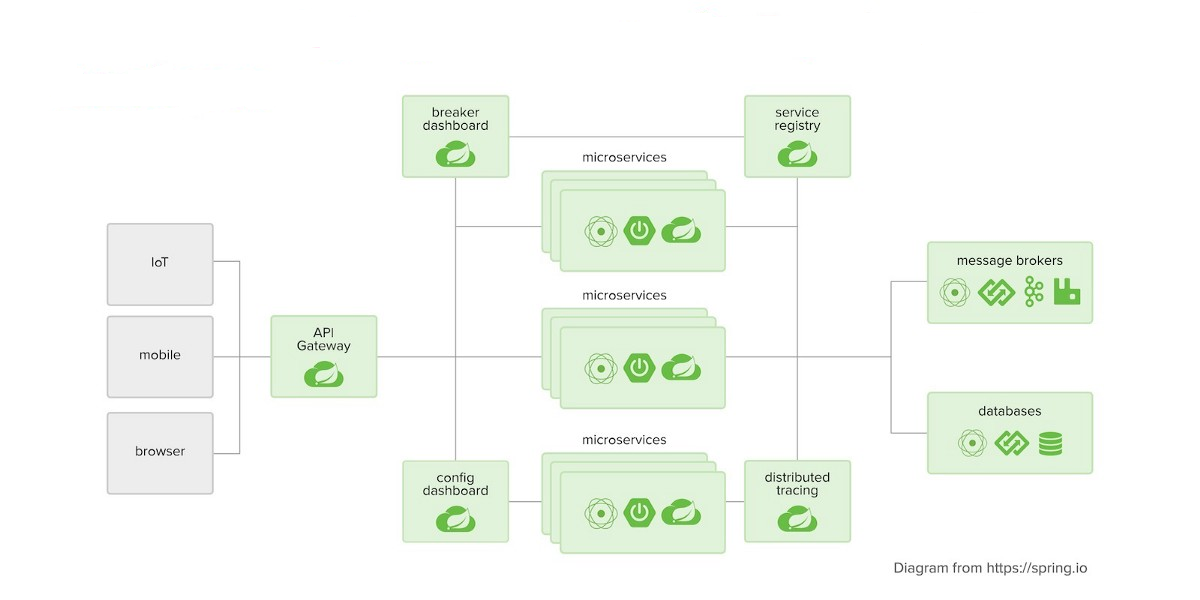 breaker
dashboard
service
registry
microservices
IoT
message brokers
microservices
API
Gateway
mobile
databases
microservices
browser
config
dashboard
distributed
tracing
Diagram from https://spring.io